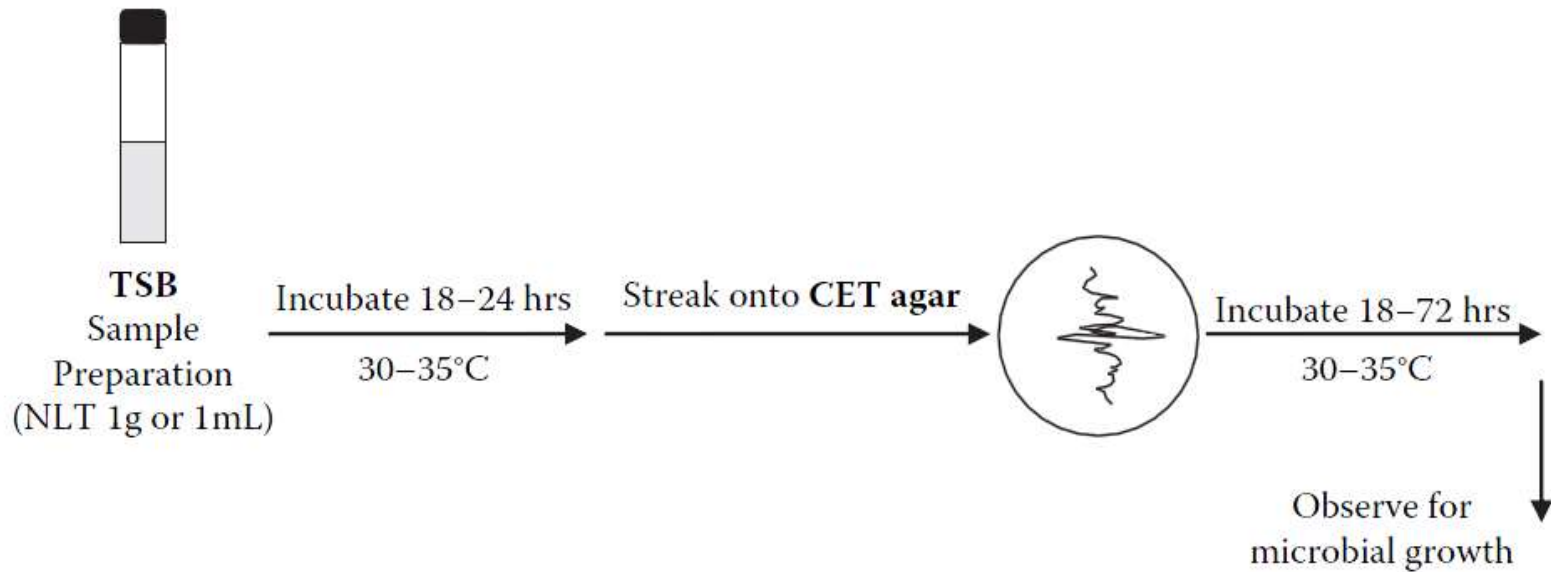 TSB
Sample
Preparation
(NLT 1g or 1mL)
Incubate 18–24 hrs
30–35°C
Streak onto CET agar
Incubate 18–72 hrs
30–35°C
Observe for
microbial growth